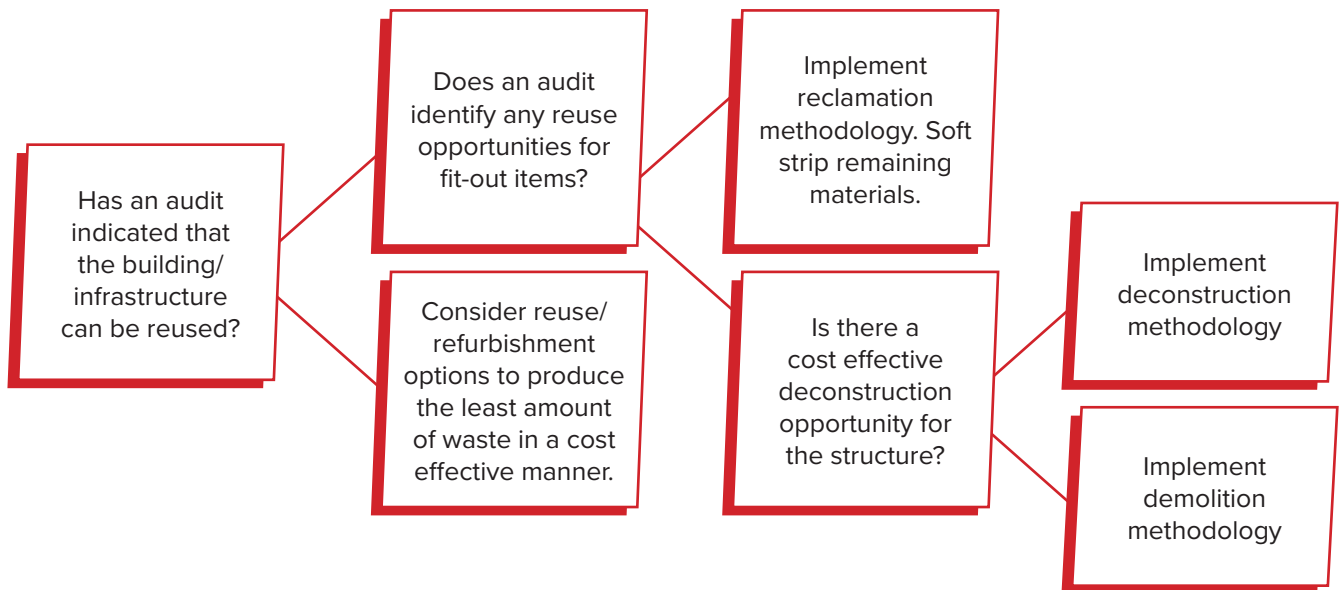 Has an audit
indicated that
the building/
infrastructure
can be reused?
Does an audit
identify any reuse
opportunities for
fit-out items?
Consider reuse/
refurbishment
options to produce
the least amount
of waste in a cost
effective manner.
Implement
reclamation
methodology. Soft
strip remaining
materials.
Is there a
cost effective
deconstruction
opportunity for
the structure?
Implement
deconstruction
methodology
Implement
demolition
methodology